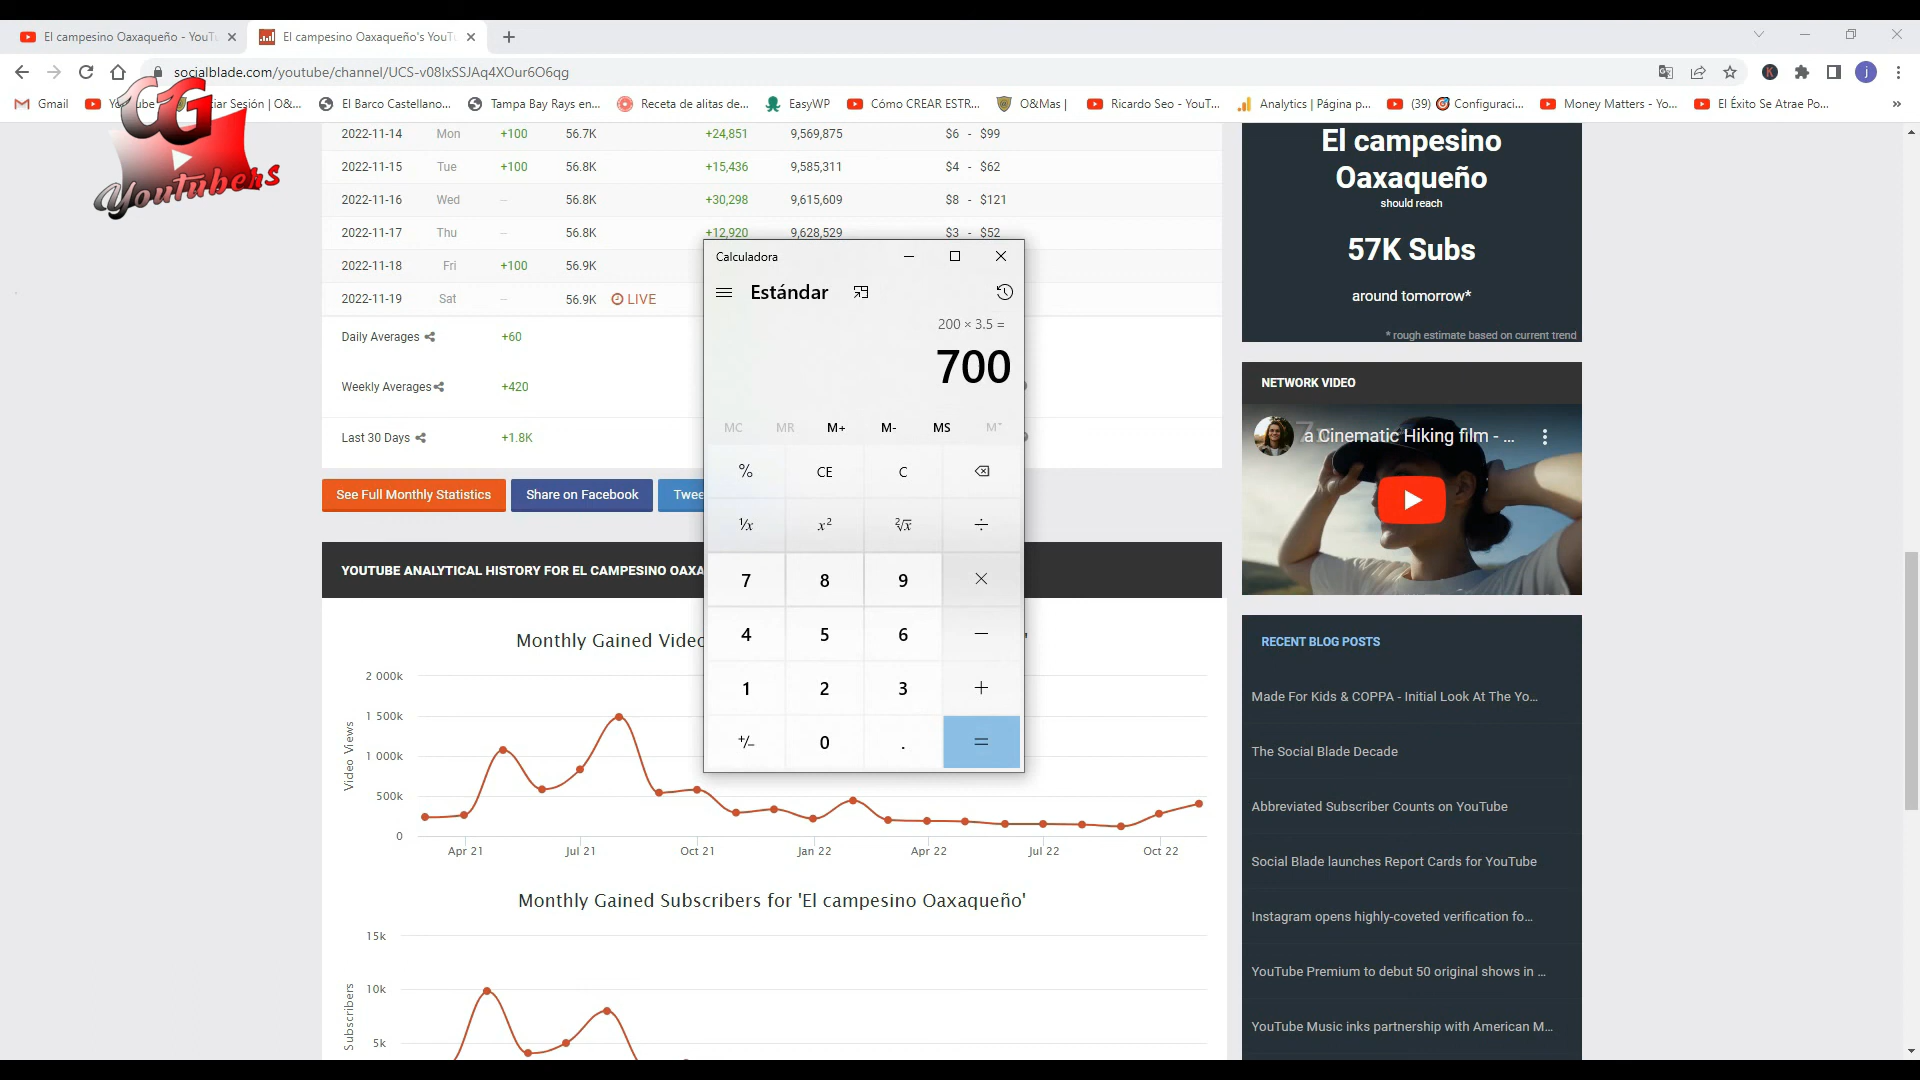 El campesino Oaxaqueño - YouT
El campesino Oaxaqueño's YouT
socialblade.com/youtube/channel/UCS-v08IxSSJAq4XOur6O6qg
Gmail
iar Sesión | O&...
El Barco Castellano...
Tampa Bay Rays en...
Receta de alitas de...
EasyWP
Cómo CREAR ESTR...
O&Mas |
Ricardo Seo - YouT...
Analytics | Página p...
(39)
Configuraci...
Money Matters - Yo...
El Éxito Se Atrae Po...
»
CG
Youtubers
2022-11-14 Mon +100 56.7K +24,851 9,569,875 $6 - $99
2022-11-15 Tue +100 56.8K +15,436 9,585,311 $4 - $62
2022-11-16 Wed -- 56.8K +30,298 9,615,609 $8 - $121
2022-11-17 Thu -- 56.8K +12,920 9,628,529 $3 - $52
2022-11-18 Fri +100 56.9K
2022-11-19 Sat -- 56.9K LIVE
Daily Averages +60
Weekly Averages +420
Last 30 Days +1.8K
See Full Monthly Statistics
Share on Facebook
Twee
YOUTUBE ANALYTICAL HISTORY FOR EL CAMPESINO OAXA
Monthly Gained Video
Video Views
2 000k
1 500k
1 000k
500k
0
Apr 21 Jul 21 Oct 21 Jan 22 Apr 22 Jul 22 Oct 22
Monthly Gained Subscribers for 'El campesino Oaxaqueño'
Subscribers
15k
10k
5k
Calculadora
Estándar
200 × 3.5 =
700
MC MR M+ M- MS M˅
% CE C
¹/x x² ²√x ÷
7 8 9 ×
4 5 6 −
1 2 3 +
+/− 0 . =
El campesino
Oaxaqueño
should reach
57K Subs
around tomorrow*
* rough estimate based on current trend
NETWORK VIDEO
a Cinematic Hiking film - ...
RECENT BLOG POSTS
Made For Kids & COPPA - Initial Look At The Yo...
The Social Blade Decade
Abbreviated Subscriber Counts on YouTube
Social Blade launches Report Cards for YouTube
Instagram opens highly-coveted verification fo...
YouTube Premium to debut 50 original shows in ...
YouTube Music inks partnership with American M...